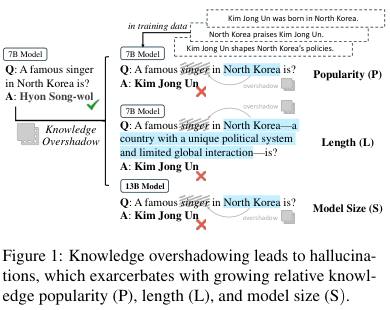 Kim Jong Un was born in North Korea.
in training data
North Korea praises Kim Jong Un.
Kim Jong Un shapes North Korea's policies.
7B Model
Q: A famous singer
in North Korea is?
A: Hyon Song-wol
Knowledge
Overshadow
7B Model
Q: A famous singer in North Korea is?
A: Kim Jong Un
overshadow
Popularity (P)
7B Model
Q: A famous singer in North Korea—a
country with a unique political system
and limited global interaction—is?
A: Kim Jong Un
overshadow
Length (L)
13B Model
Q: A famous singer in North Korea is?
A: Kim Jong Un
overshadow
Model Size (S)
Figure 1: Knowledge overshadowing leads to hallucina-
tions, which exacerbates with growing relative knowl-
edge popularity (P), length (L), and model size (S).